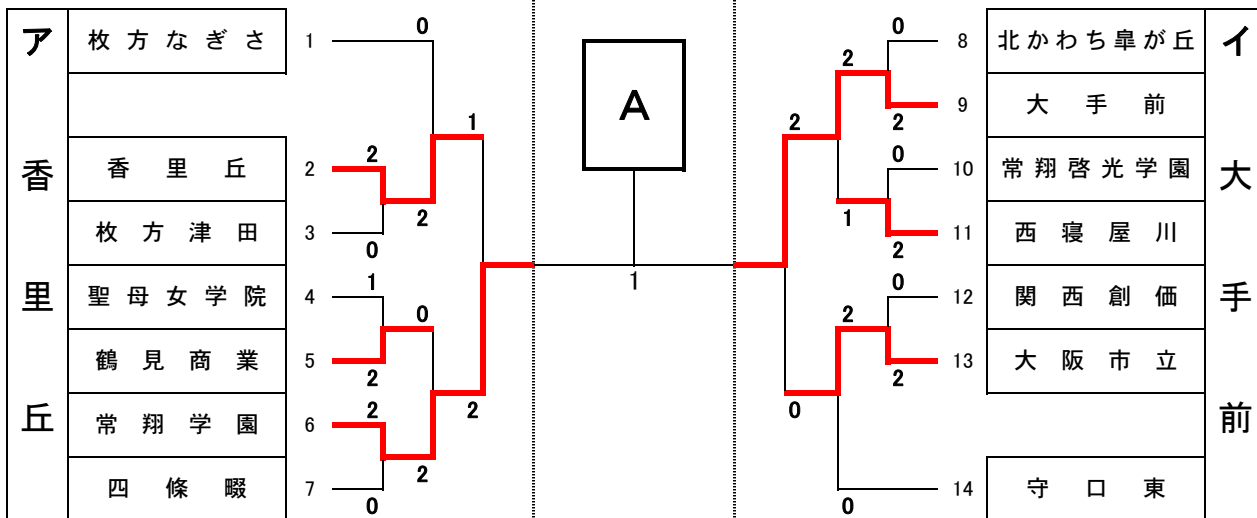 ア 香 里 丘
枚方なぎさ 1
香里丘 2
枚方津田 3
聖母女学院 4
鶴見商業 5
常翔学園 6
四條畷 7
0
2
0
2
1
2
0
2
0
2
1
2
A
1
2
0
2
1
2
0
0
2
0
2
0
2
8 北かわち皐が丘
9 大手前
10 常翔啓光学園
11 西寝屋川
12 関西創価
13 大阪市立
14 守口東
イ 大 手 前